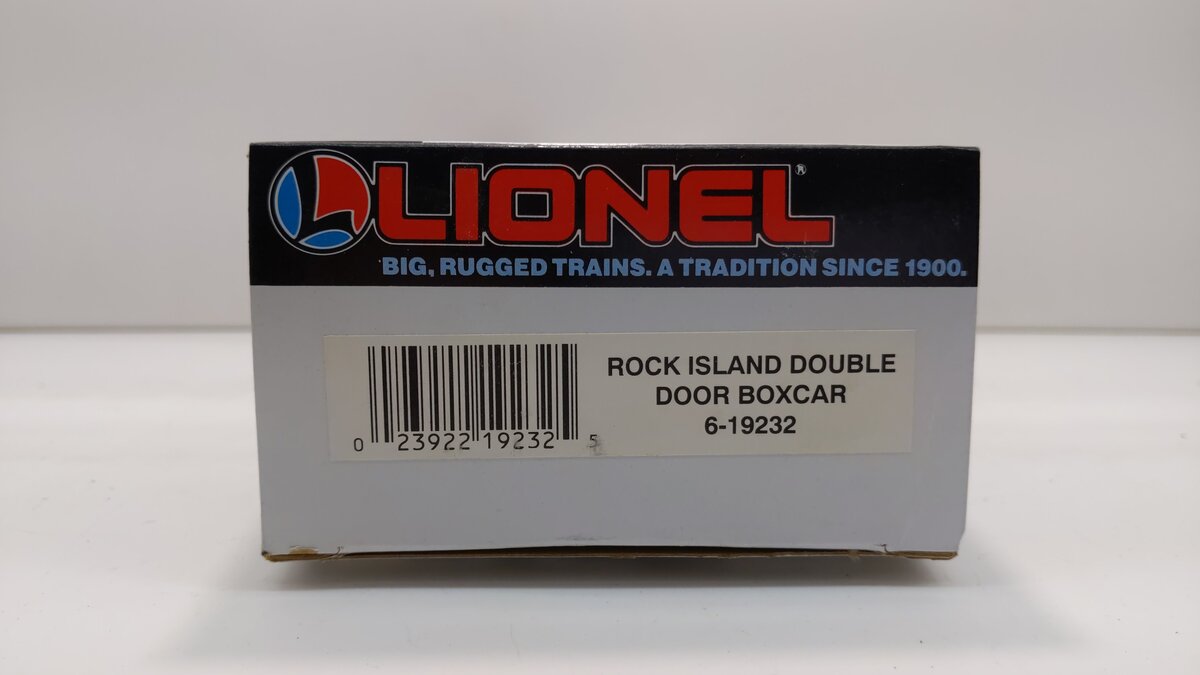 LIONEL®
BIG, RUGGED TRAINS. A TRADITION SINCE 1900.
ROCK ISLAND DOUBLE
DOOR BOXCAR
6-19232
0 23922 19232 5